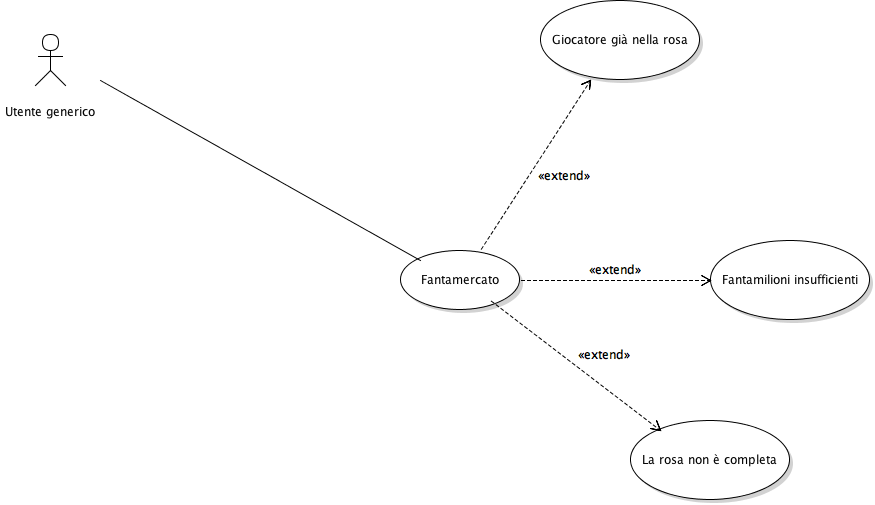 Giocatore già nella rosa
Utente generico
«extend»
«extend»
Fantamercato
Fantamilioni insufficienti
«extend»
La rosa non è completa